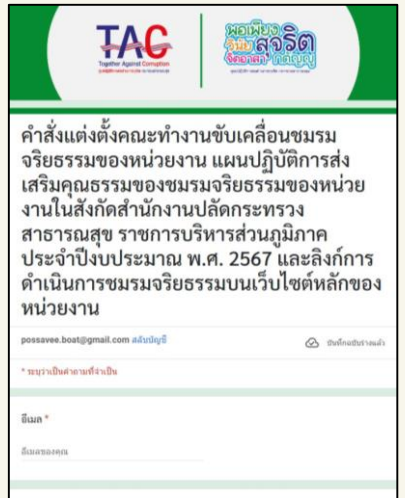 TAC
Together Against Corruption
พอเพียง
วินัย สุจริต
จิตอาสา กตัญญู
คำสั่งแต่งตั้งคณะทำงานขับเคลื่อนชมรม
จริยธรรมของหน่วยงาน แผนปฏิบัติการส่ง
เสริมคุณธรรมของชมรมจริยธรรมของหน่วย
งานในสังกัดสำนักงานปลัดกระทรวง
สาธารณสุข ราชการบริหารส่วนภูมิภาค
ประจำปีงบประมาณ พ.ศ. 2567 และลิงก์การ
ดำเนินการชมรมจริยธรรมบนเว็บไซต์หลักของ
หน่วยงาน
possavee.boat@gmail.com สลับบัญชี
บันทึกฉบับร่างแล้ว
* ระบุว่าเป็นคำถามที่จำเป็น
อีเมล *
อีเมลของคุณ